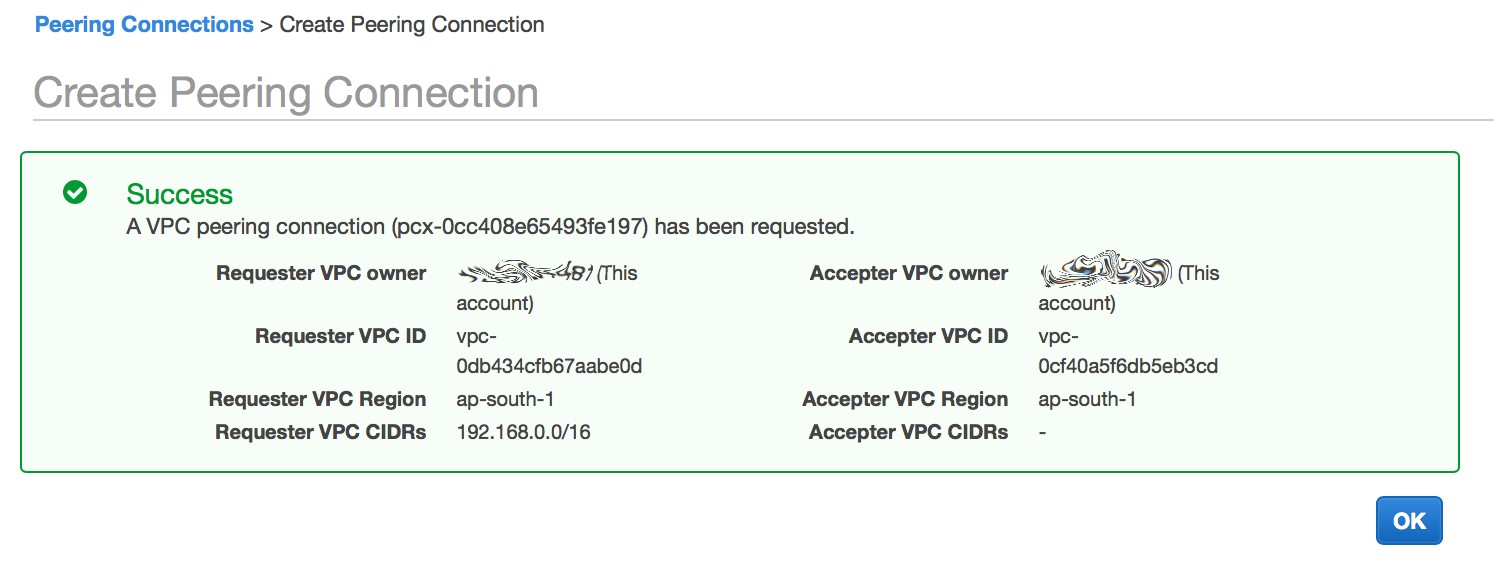 Peering Connections > Create Peering Connection
Create Peering Connection
Success
A VPC peering connection (pcx-0cc408e65493fe197) has been requested.
Requester VPC owner (This
account)
Accepter VPC owner (This
account)
Requester VPC ID vpc-
0db434cfb67aabe0d
Accepter VPC ID vpc-
0cf40a5f6db5eb3cd
Requester VPC Region ap-south-1
Accepter VPC Region ap-south-1
Requester VPC CIDRs 192.168.0.0/16
Accepter VPC CIDRs -
OK